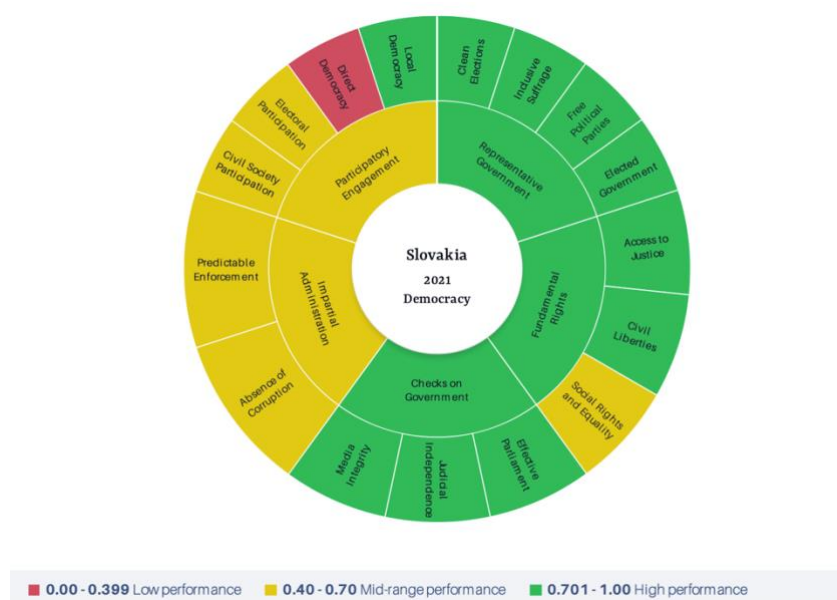 Local
Democracy
Clean
Elections
Inclusive
Suffrage
Free
Political
Parties
Elected
Government
Access to
Justice
Civil
Liberties
Social Rights
and Equality
Effective
Parliament
Judicial
Independence
Media
Integrity
Absence of
Corruption
Predictable
Enforcement
Civil Society
Participation
Electoral
Participation
Direct
Democracy
Representative
Government
Fundamental
Rights
Checks on
Government
Impartial
Administration
Participatory
Engagement
Slovakia
2021
Democracy
0.00 - 0.399 Low performance
0.40 - 0.70 Mid-range performance
0.701 - 1.00 High performance